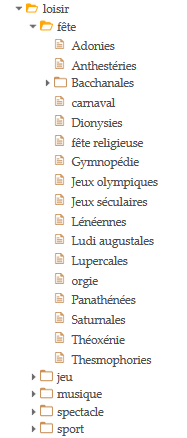 loisir
fête
Adonies
Anthestéries
Bacchanales
carnaval
Dionysies
fête religieuse
Gymnopédie
Jeux olympiques
Jeux séculaires
Lénéennes
Ludi augustales
Lupercales
orgie
Panathénées
Saturnales
Théoxénie
Thesmophories
jeu
musique
spectacle
sport